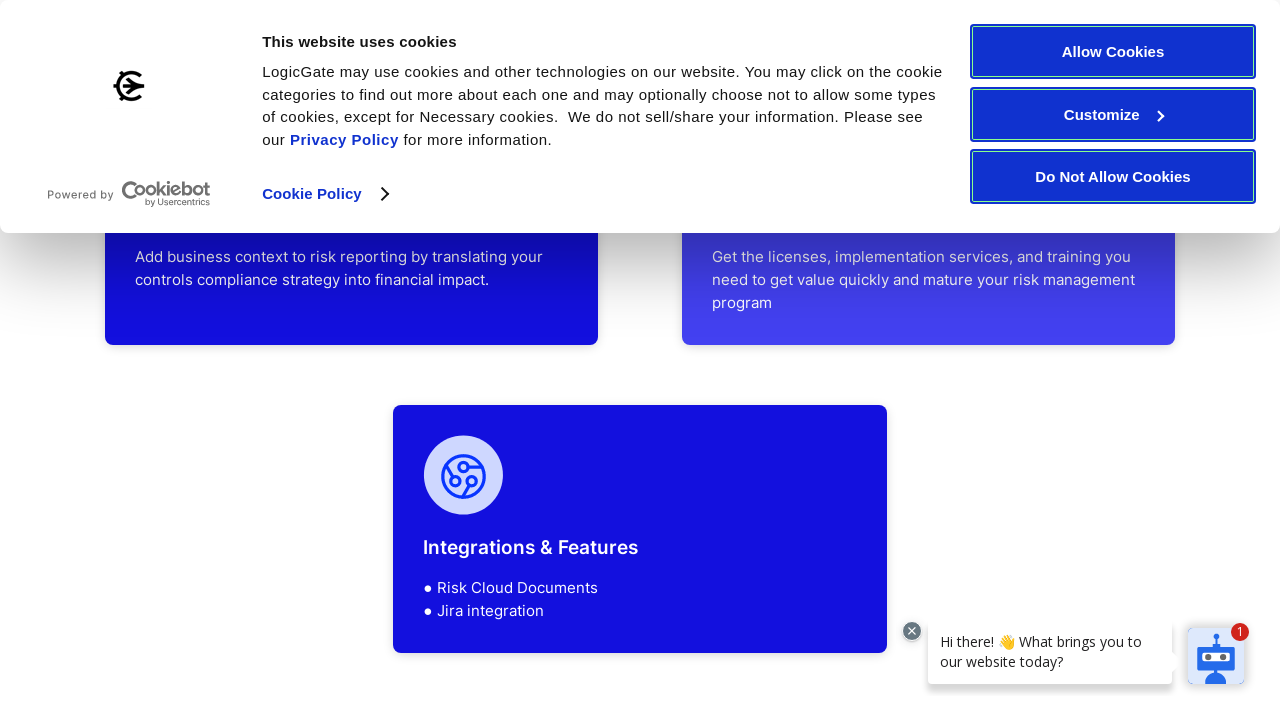 This website uses cookies
LogicGate may use cookies and other technologies on our website. You may click on the cookie
categories to find out more about each one and may optionally choose not to allow some types
of cookies, except for Necessary cookies.  We do not sell/share your information. Please see
our Privacy Policy for more information.
Cookie Policy
Powered by Cookiebot
by Usercentrics
Allow Cookies
Customize
Do Not Allow Cookies
Add business context to risk reporting by translating your
controls compliance strategy into financial impact.
Get the licenses, implementation services, and training you
need to get value quickly and mature your risk management
program
Integrations & Features
● Risk Cloud Documents
● Jira integration
Hi there! 👋 What brings you to
our website today?
1